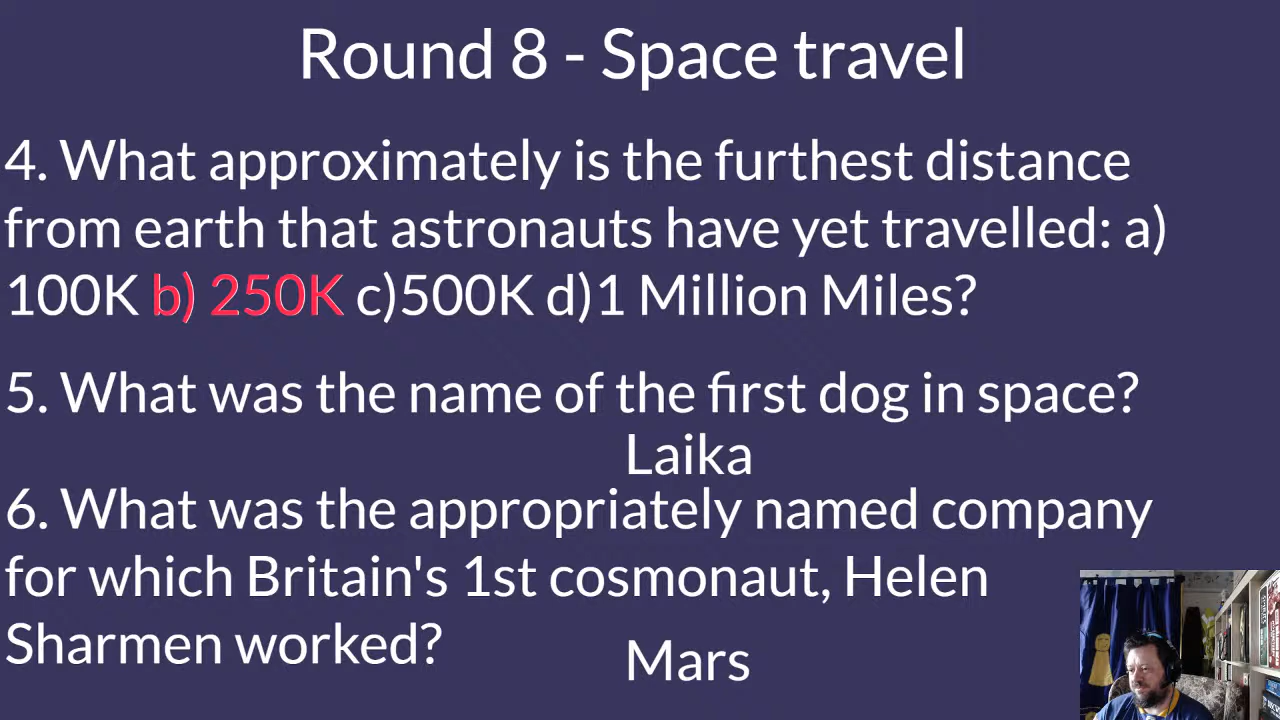 Round 8 - Space travel
4. What approximately is the furthest distance
from earth that astronauts have yet travelled: a)
100K b) 250K c)500K d)1 Million Miles?
5. What was the name of the first dog in space?
Laika
6. What was the appropriately named company
for which Britain's 1st cosmonaut, Helen
Sharmen worked?
Mars